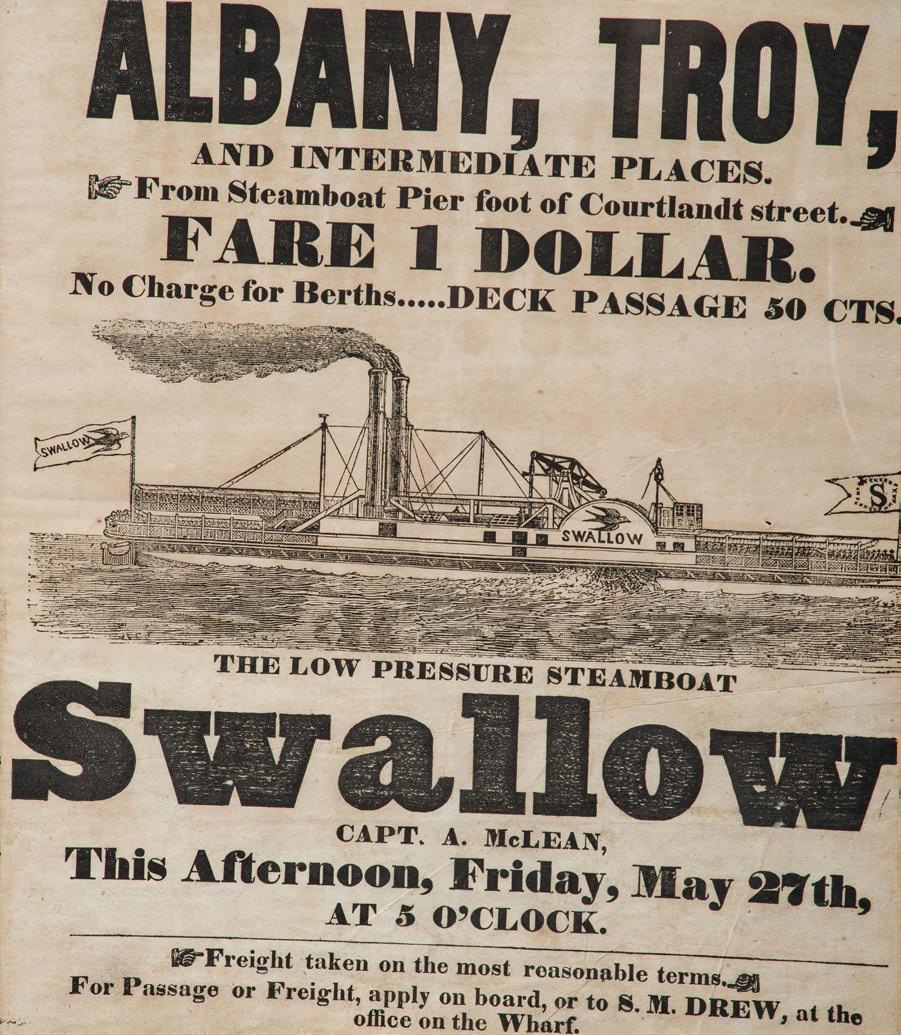 ALBANY, TROY,
AND INTERMEDIATE PLACES.
From Steamboat Pier foot of Courtlandt street.
FARE 1 DOLLAR.
No Charge for Berths.....DECK PASSAGE 50 CTS.
SWALLOW
S
SWALLOW
THE LOW PRESSURE STEAMBOAT
Swallow
CAPT. A. McLEAN,
This Afternoon, Friday, May 27th,
AT 5 O'CLOCK.
Freight taken on the most reasonable terms.
For Passage or Freight, apply on board, or to S. M. DREW, at the
office on the Wharf.